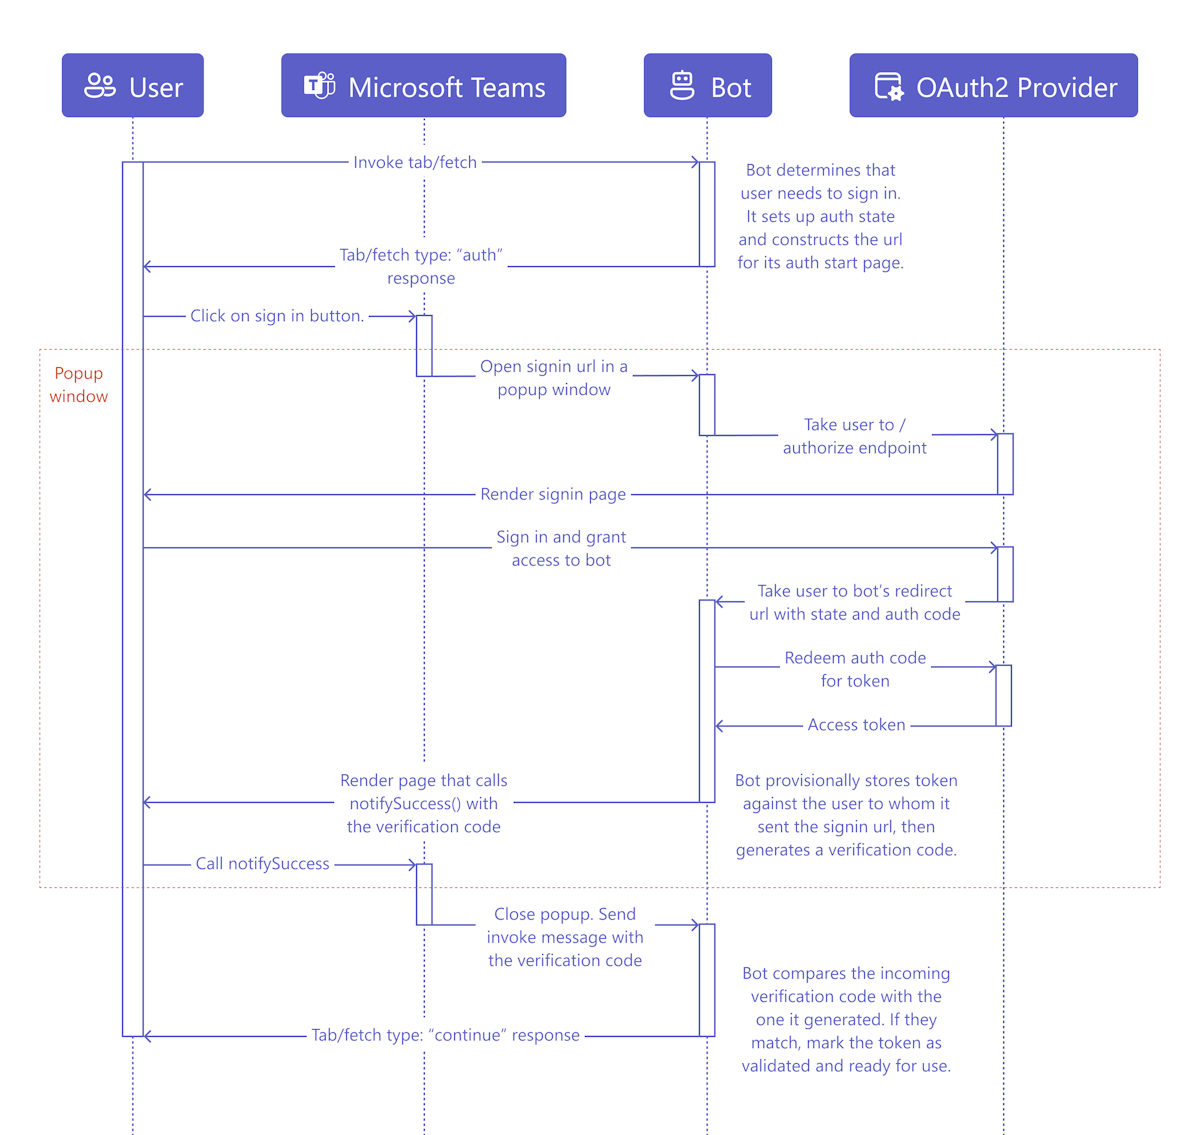 User
Microsoft Teams
Bot
OAuth2 Provider
Invoke tab/fetch
Bot determines that
user needs to sign in.
It sets up auth state
and constructs the url
for its auth start page.
Tab/fetch type: “auth”
response
Click on sign in button.
Popup
window
Open signin url in a
popup window
Take user to /
authorize endpoint
Render signin page
Sign in and grant
access to bot
Take user to bot’s redirect
url with state and auth code
Redeem auth code
for token
Access token
Render page that calls
notifySuccess() with
the verification code
Bot provisionally stores token
against the user to whom it
sent the signin url, then
generates a verification code.
Call notifySuccess
Close popup. Send
invoke message with
the verification code
Bot compares the incoming
verification code with the
one it generated. If they
match, mark the token as
validated and ready for use.
Tab/fetch type: “continue” response